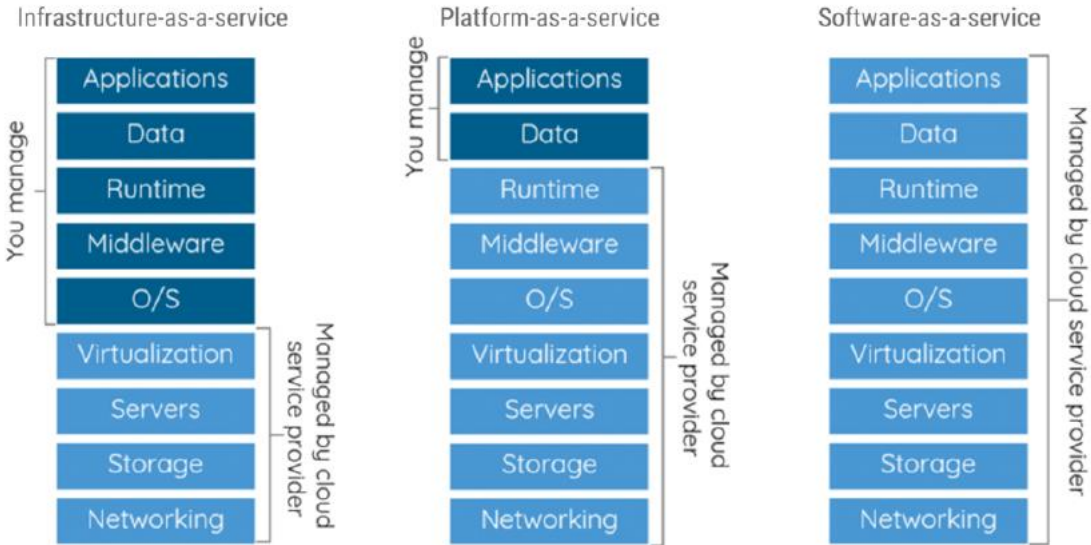 Infrastructure-as-a-service
You manage
Applications
Data
Runtime
Middleware
O/S
Virtualization
Servers
Storage
Networking
Managed by cloud
service provider
Platform-as-a-service
You manage
Applications
Data
Runtime
Middleware
O/S
Virtualization
Servers
Storage
Networking
Managed by cloud
service provider
Software-as-a-service
Applications
Data
Runtime
Middleware
O/S
Virtualization
Servers
Storage
Networking
Managed by cloud service provider